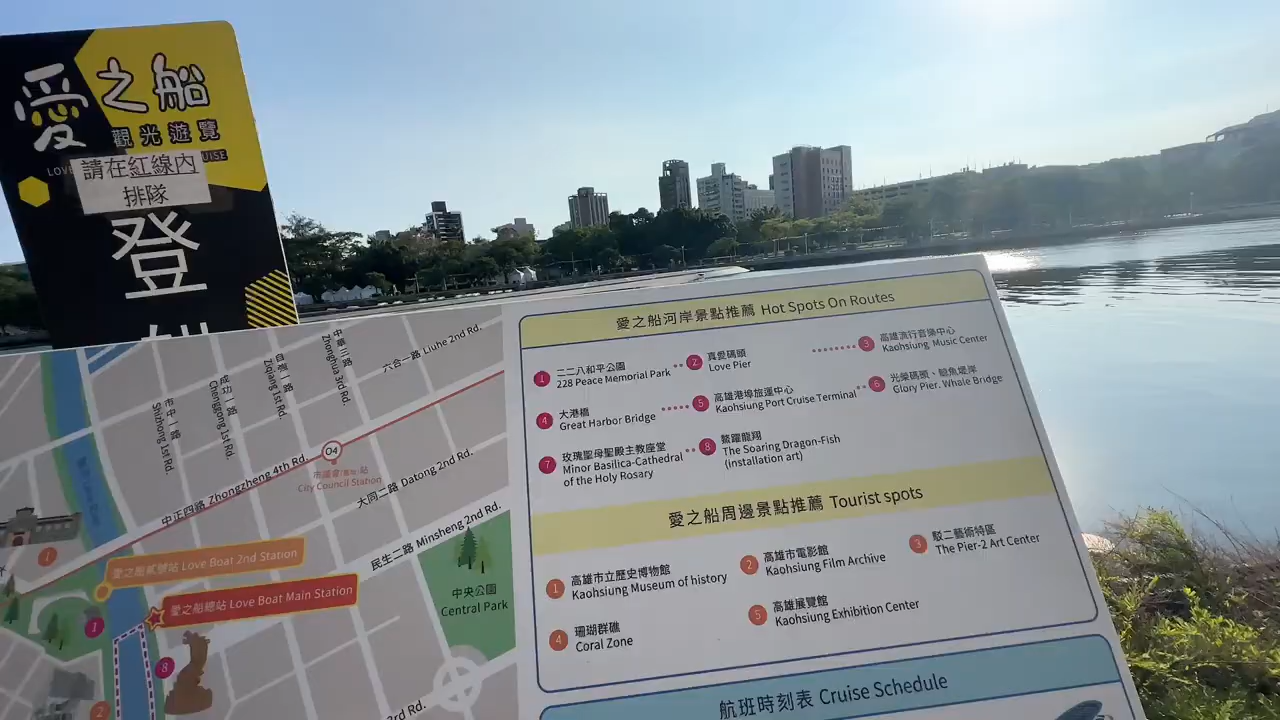 愛之船
觀光遊覽
請在紅線內
排隊
登
愛之船河岸景點推薦 Hot Spots On Routes
1 二二八和平公園
228 Peace Memorial Park
2 真愛碼頭
Love Pier
3 高雄流行音樂中心
Kaohsiung Music Center
4 大港橋
Great Harbor Bridge
5 高雄港埠旅運中心
Kaohsiung Port Cruise Terminal
6 光榮碼頭、鯨魚堤岸
Glory Pier, Whale Bridge
7 玫瑰聖母聖殿主教座堂
Minor Basilica-Cathedral
of the Holy Rosary
8 鰲躍龍翔
The Soaring Dragon-Fish
(installation art)
愛之船周邊景點推薦 Tourist spots
1 高雄市立歷史博物館
Kaohsiung Museum of history
2 高雄市電影館
Kaohsiung Film Archive
3 駁二藝術特區
The Pier-2 Art Center
4 珊瑚群礁
Coral Zone
5 高雄展覽館
Kaohsiung Exhibition Center
航班時刻表 Cruise Schedule
六合一路 Liuhe 2nd Rd.
中華三路
Zhonghua 3rd Rd.
自強一路
Ziqiang 1st Rd.
成功一路
Chenggong 1st Rd.
市中一路
Shizhong 1st Rd.
O4
市議會(舊址)站
City Council Station
中正四路 Zhongzheng 4th Rd.
大同二路 Datong 2nd Rd.
民生二路 Minsheng 2nd Rd.
愛之船貳號站 Love Boat 2nd Station
愛之船總站 Love Boat Main Station
中央公園
Central Park
1
1
8
2
3rd Rd.